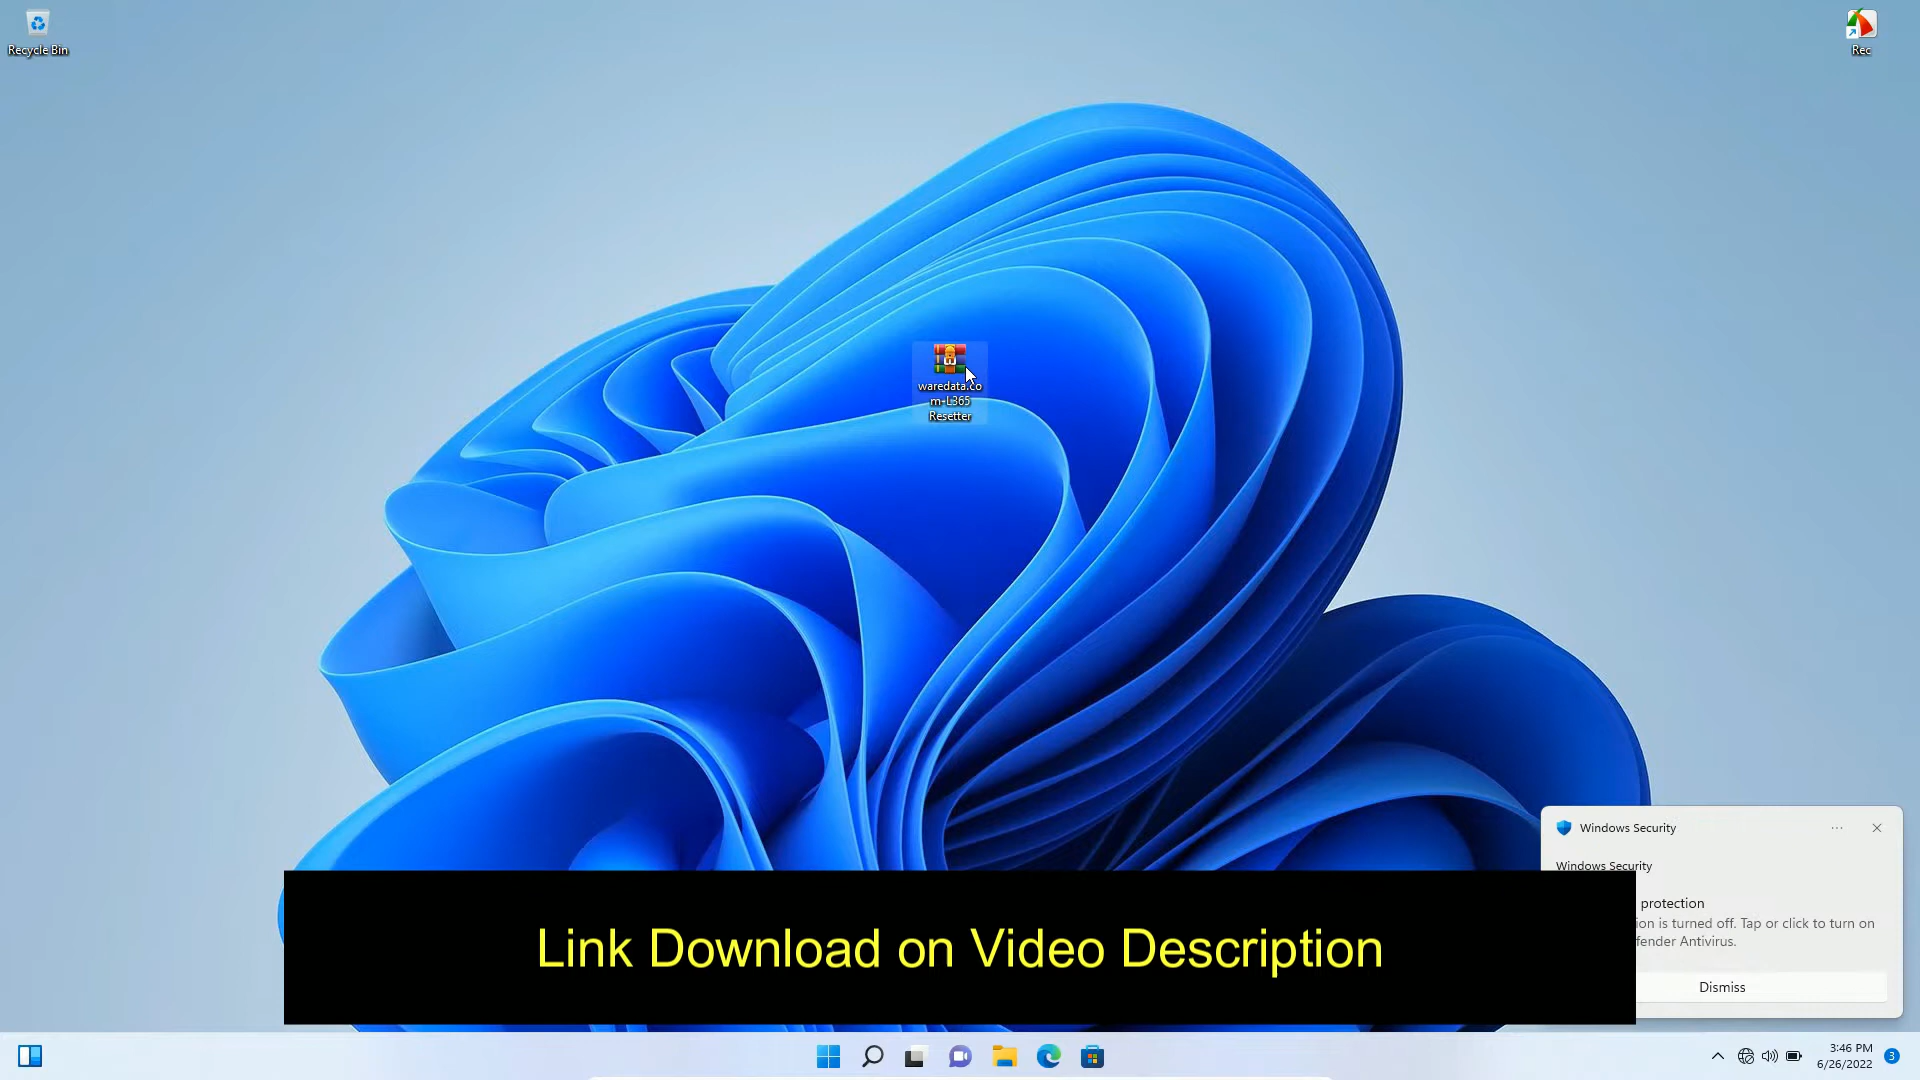 Recycle Bin
Rec
waredata.co
m-L365
Resetter
Windows Security
Windows Security
protection
ion is turned off. Tap or click to turn on
fender Antivirus.
Dismiss
Link Download on Video Description
3:46 PM
6/26/2022
3